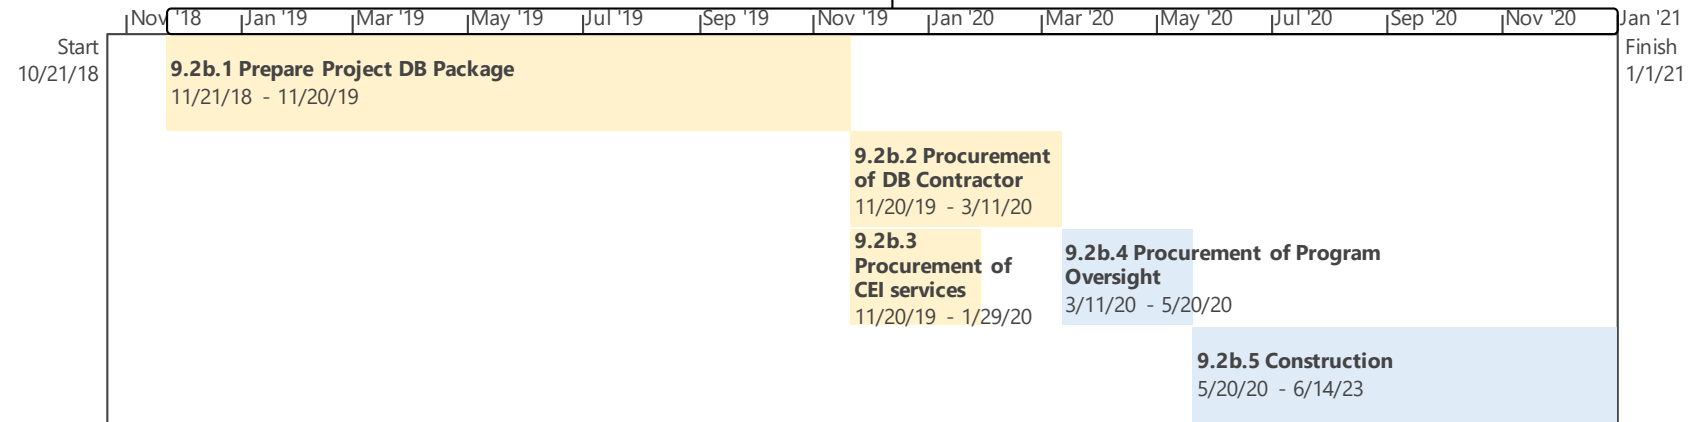 Nov '18 Jan '19 Mar '19 May '19 Jul '19 Sep '19 Nov '19 Jan '20 Mar '20 May '20 Jul '20 Sep '20 Nov '20 Jan '21
Start
10/21/18
Finish
1/1/21
9.2b.1 Prepare Project DB Package
11/21/18 - 11/20/19
9.2b.2 Procurement
of DB Contractor
11/20/19 - 3/11/20
9.2b.3
Procurement of
CEI services
11/20/19 - 1/29/20
9.2b.4 Procurement of Program
Oversight
3/11/20 - 5/20/20
9.2b.5 Construction
5/20/20 - 6/14/23